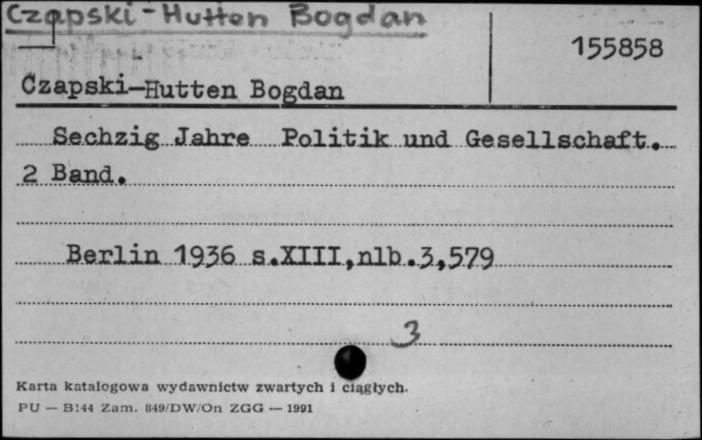 Czapski-Hutten Bogdan
155858
Czapski-Hutten Bogdan
Sechzig Jahre Politik und Gesellschaft.
2 Band.
Berlin 1936 s.XIII,nlb.3,579
3
Karta katalogowa wydawnictw zwartych i ciągłych.
PU — B144 Zam. 849/DW/On ZGG — 1991